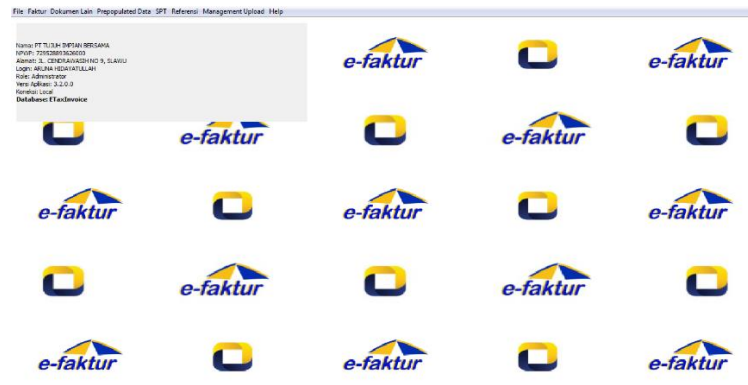 File Faktur Dokumen Lain Prepopulated Data SPT Referensi Management Upload Help
Nama: PT TUJUH IMPIAN BERSAMA
NPWP: 729528893626003
Alamat: JL. CENDRAWASIH NO 9, SLAWU
Login: ARUNA HIDAYATULLAH
Role: Administrator
Versi Aplikasi: 3.2.0.0
Koneksi: Local
Database: ETaxInvoice
e-faktur e-faktur
e-faktur e-faktur
e-faktur e-faktur e-faktur
e-faktur e-faktur
e-faktur e-faktur e-faktur